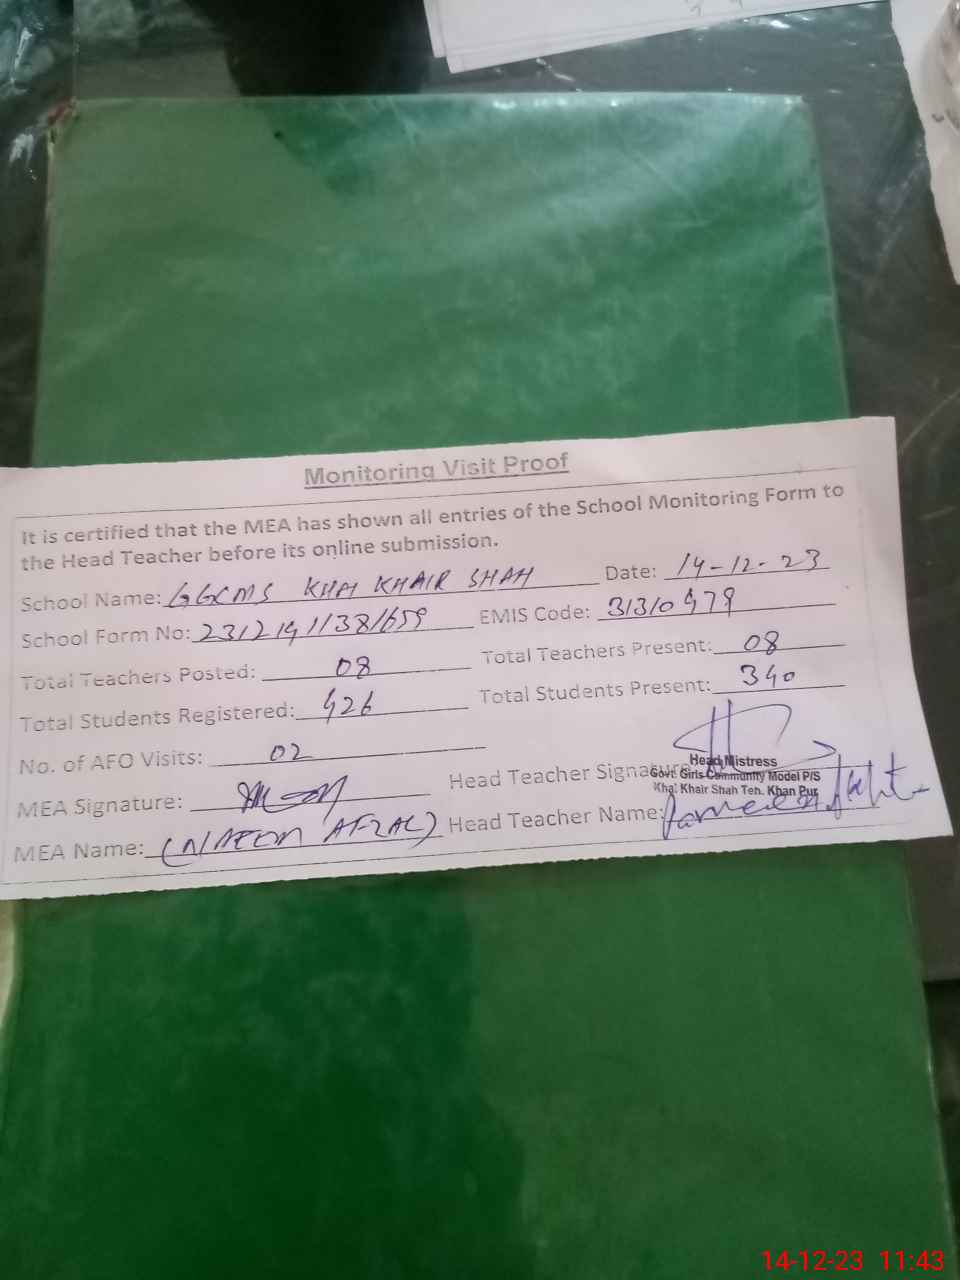 Monitoring Visit Proof
It is certified that the MEA has shown all entries of the School Monitoring Form to
the Head Teacher before its online submission.
School Name: GGCMS KHAI KHAIR SHAH Date: 14-12-23
School Form No: EMIS Code: 31310479
Total Teachers Posted: 08 Total Teachers Present: 08
Total Students Registered: 426 Total Students Present: 340
No. of AFO Visits: 02
MEA Signature: Head Teacher Signature
Head Mistress
Govt. Girls Community Model P/S
Khai Khair Shah Teh. Khan Pur
MEA Name: (NAEEM AFZAL) Head Teacher Name:
14-12-23 11:43